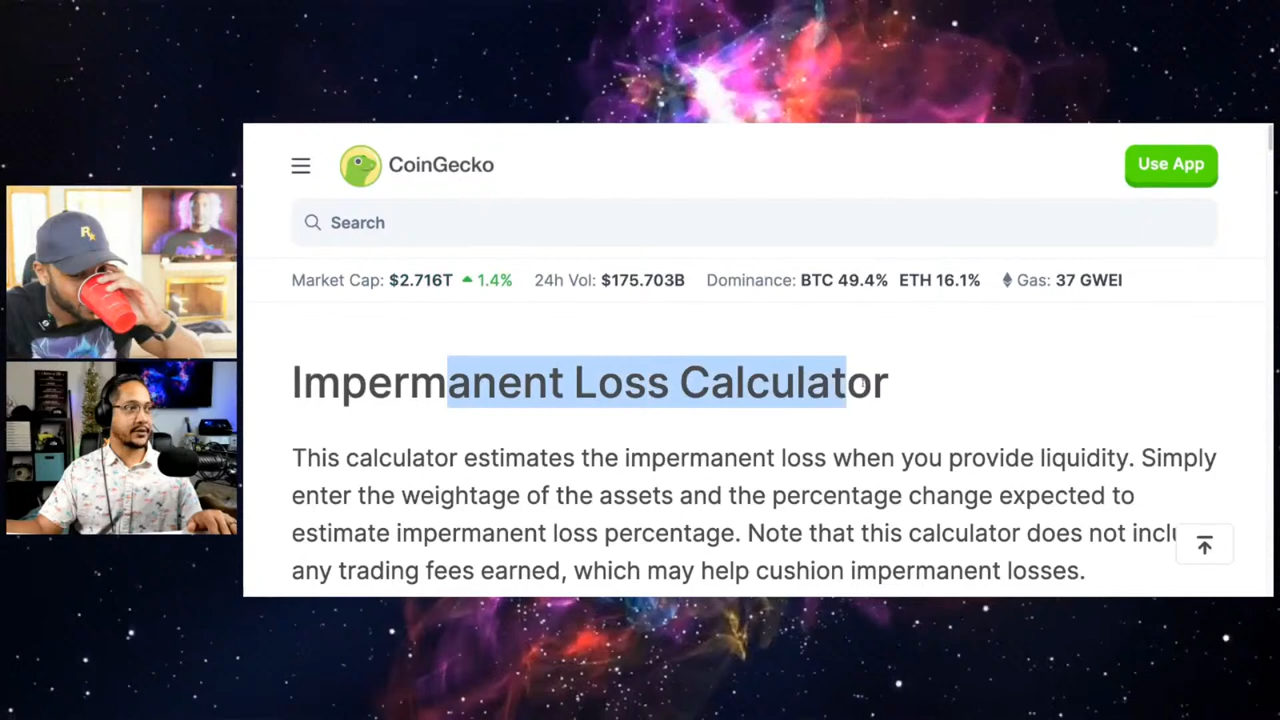 CoinGecko
Use App
Search
Market Cap: $2.716T 1.4% 24h Vol: $175.703B Dominance: BTC 49.4% ETH 16.1% Gas: 37 GWEI
Impermanent Loss Calculator
This calculator estimates the impermanent loss when you provide liquidity. Simply
enter the weightage of the assets and the percentage change expected to
estimate impermanent loss percentage. Note that this calculator does not inclu
any trading fees earned, which may help cushion impermanent losses.
R